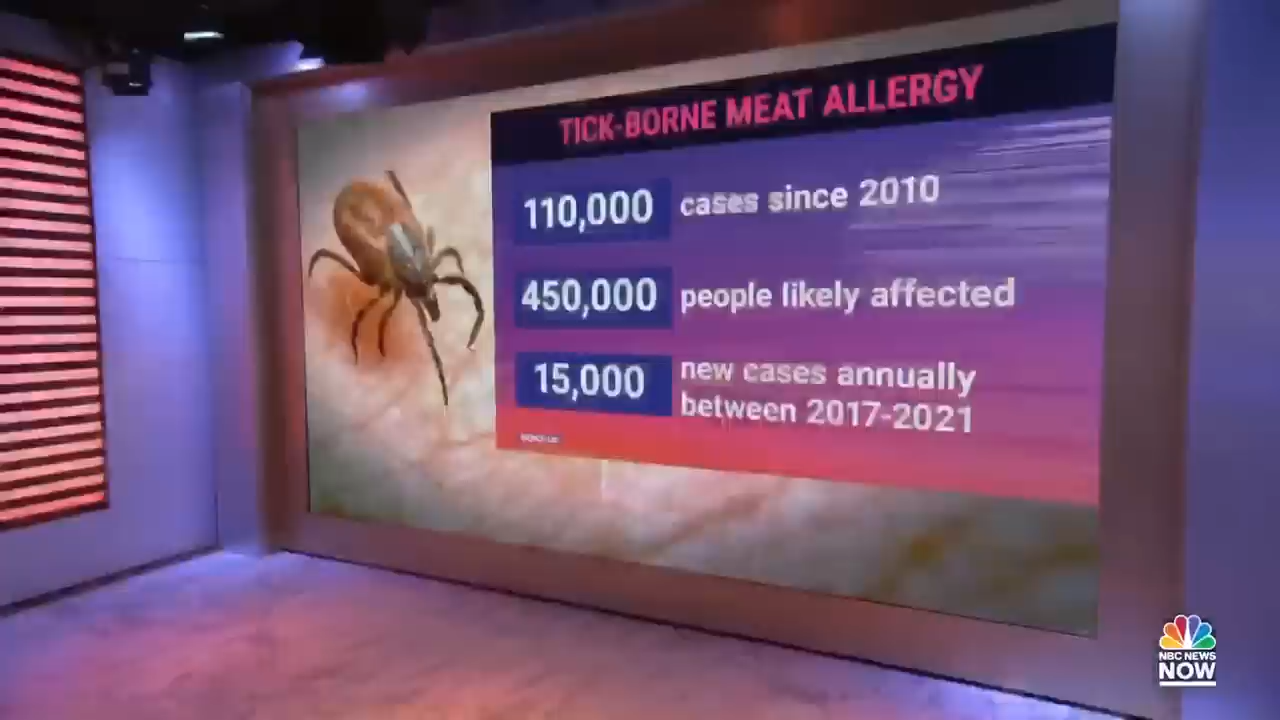 TICK-BORNE MEAT ALLERGY
110,000 cases since 2010
450,000 people likely affected
15,000 new cases annually
between 2017-2021
NBC NEWS
NOW